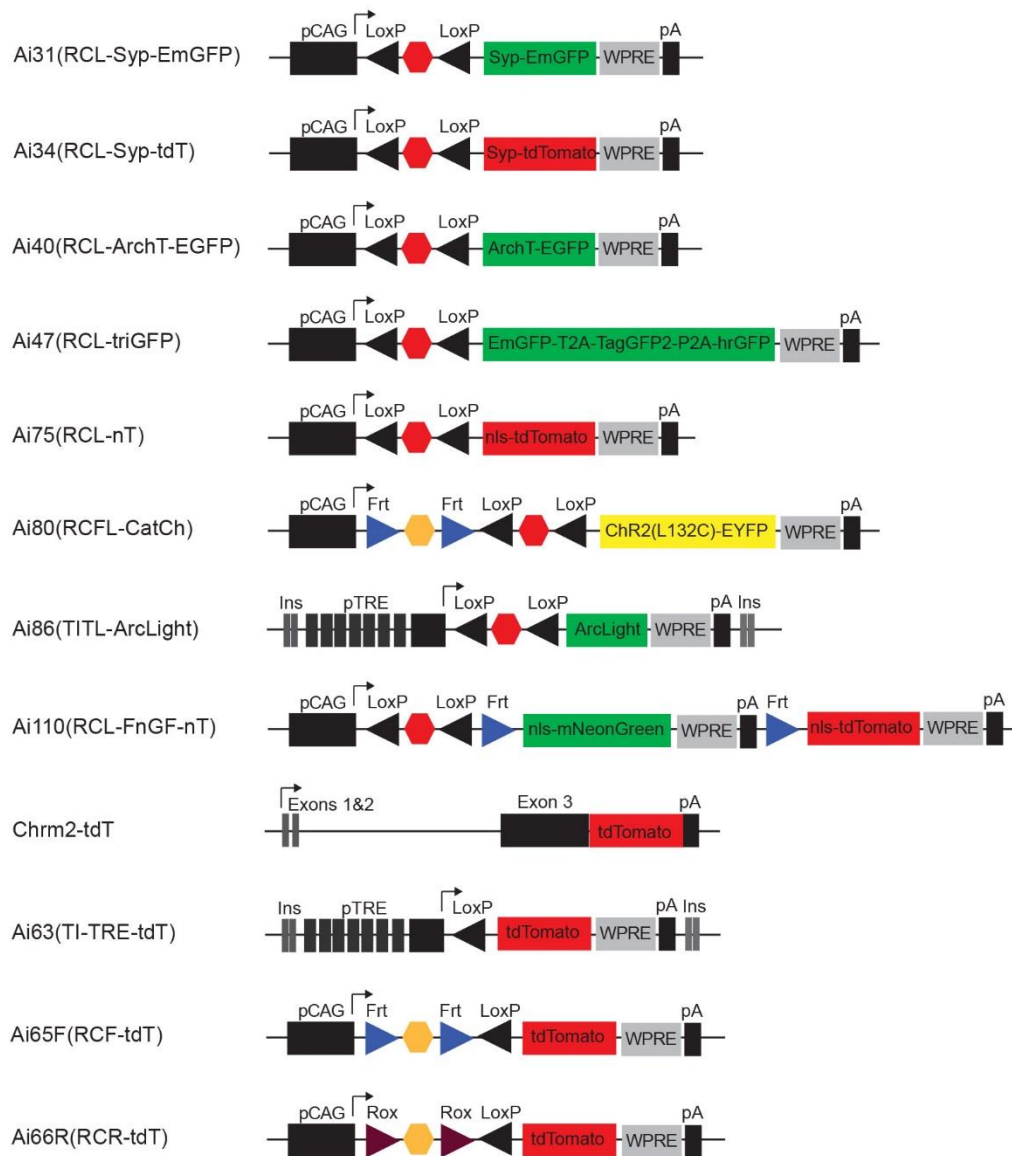 pCAG LoxP LoxP pA
Ai31(RCL-Syp-EmGFP) Syp-EmGFP WPRE
pCAG LoxP LoxP pA
Ai34(RCL-Syp-tdT) Syp-tdTomato WPRE
pCAG LoxP LoxP pA
Ai40(RCL-ArchT-EGFP) ArchT-EGFP WPRE
pCAG LoxP LoxP pA
Ai47(RCL-triGFP) EmGFP-T2A-TagGFP2-P2A-hrGFP WPRE
pCAG LoxP LoxP pA
Ai75(RCL-nT) nls-tdTomato WPRE
pCAG Frt Frt LoxP LoxP pA
Ai80(RCFL-CatCh) ChR2(L132C)-EYFP WPRE
Ins pTRE LoxP LoxP pA Ins
Ai86(TITL-ArcLight) ArcLight WPRE
pCAG LoxP LoxP Frt pA Frt pA
Ai110(RCL-FnGF-nT) nls-mNeonGreen WPRE nls-tdTomato WPRE
Exons 1&2 Exon 3 pA
Chrm2-tdT tdTomato
Ins pTRE LoxP pA Ins
Ai63(TI-TRE-tdT) tdTomato WPRE
pCAG Frt Frt LoxP pA
Ai65F(RCF-tdT) tdTomato WPRE
pCAG Rox Rox LoxP pA
Ai66R(RCR-tdT) tdTomato WPRE